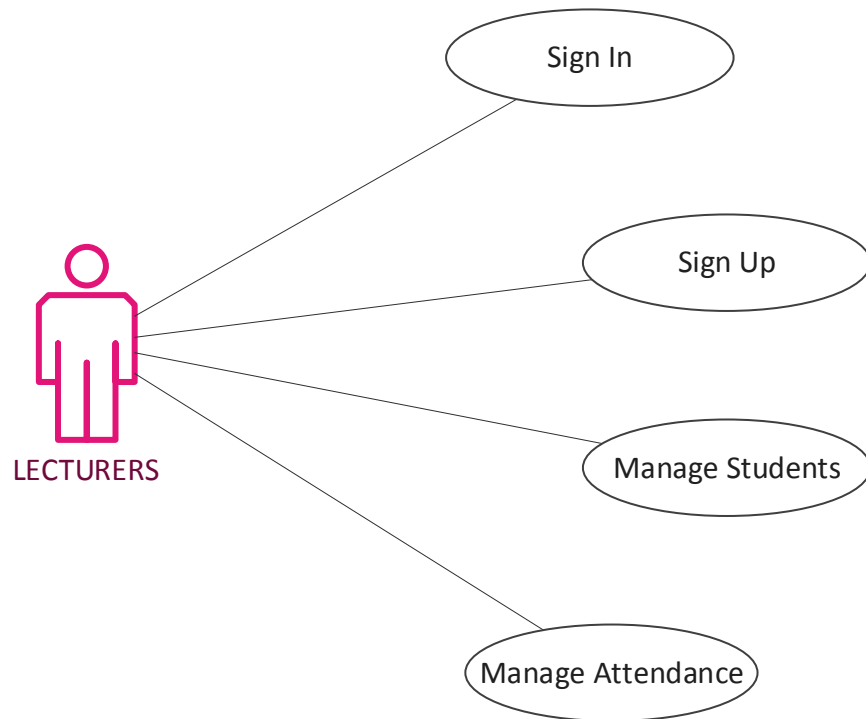 Sign In
Sign Up
LECTURERS
Manage Students
Manage Attendance